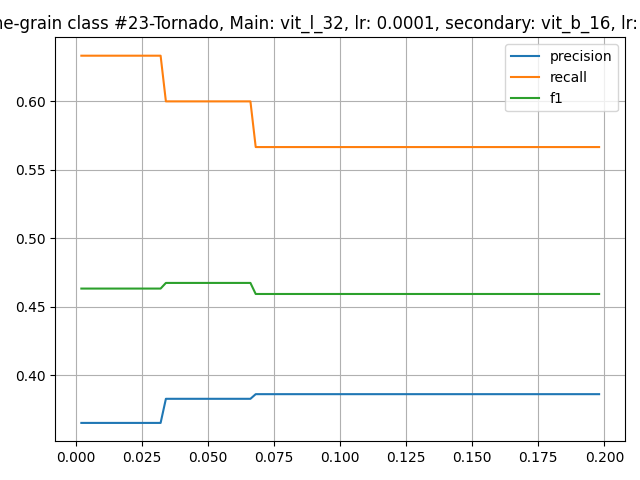 ne-grain class #23-Tornado, Main: vit_l_32, lr: 0.0001, secondary: vit_b_16, lr:
precision
recall
f1
0.60
0.55
0.50
0.45
0.40
0.000 0.025 0.050 0.075 0.100 0.125 0.150 0.175 0.200